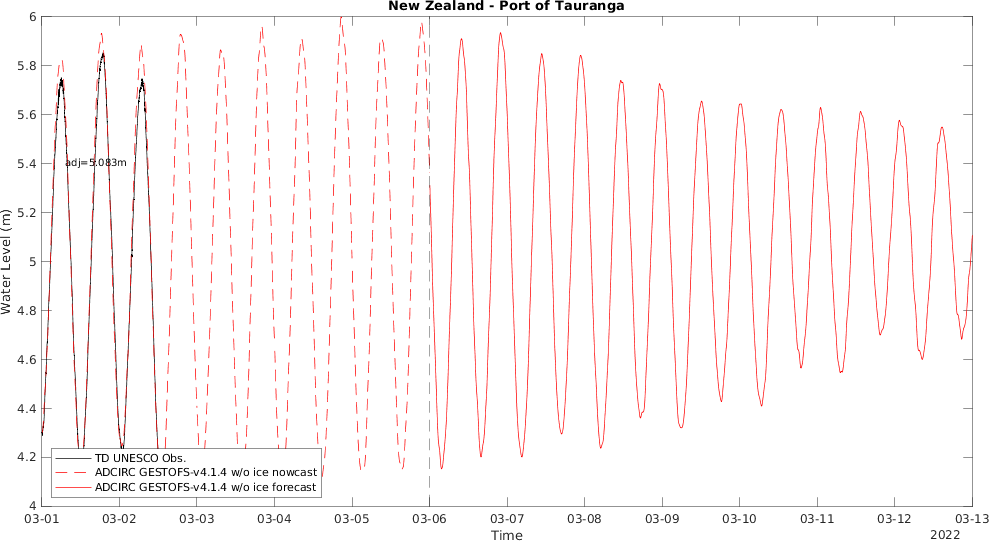 New Zealand - Port of Tauranga
Water Level (m)
6
5.8
5.6
5.4
5.2
5
4.8
4.6
4.4
4.2
4
adj=5.083m
TD UNESCO Obs.
ADCIRC GESTOFS-v4.1.4 w/o ice nowcast
ADCIRC GESTOFS-v4.1.4 w/o ice forecast
03-01 03-02 03-03 03-04 03-05 03-06 03-07 03-08 03-09 03-10 03-11 03-12 03-13
Time
2022